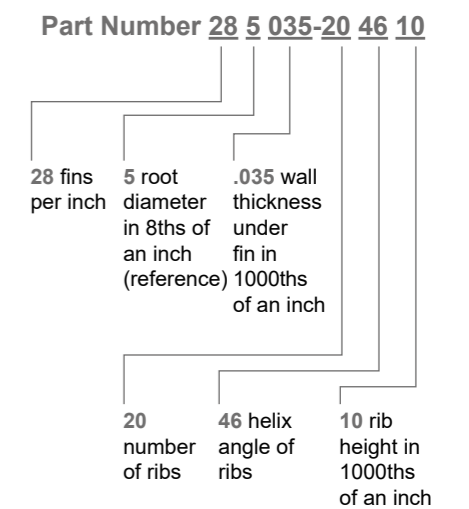 Part Number 28 5 035-20 46 10
28 fins
per inch
5 root
diameter
in 8ths of
an inch
(reference)
.035 wall
thickness
under
fin in
1000ths
of an inch
20
number
of ribs
46 helix
angle of
ribs
10 rib
height in
1000ths
of an inch